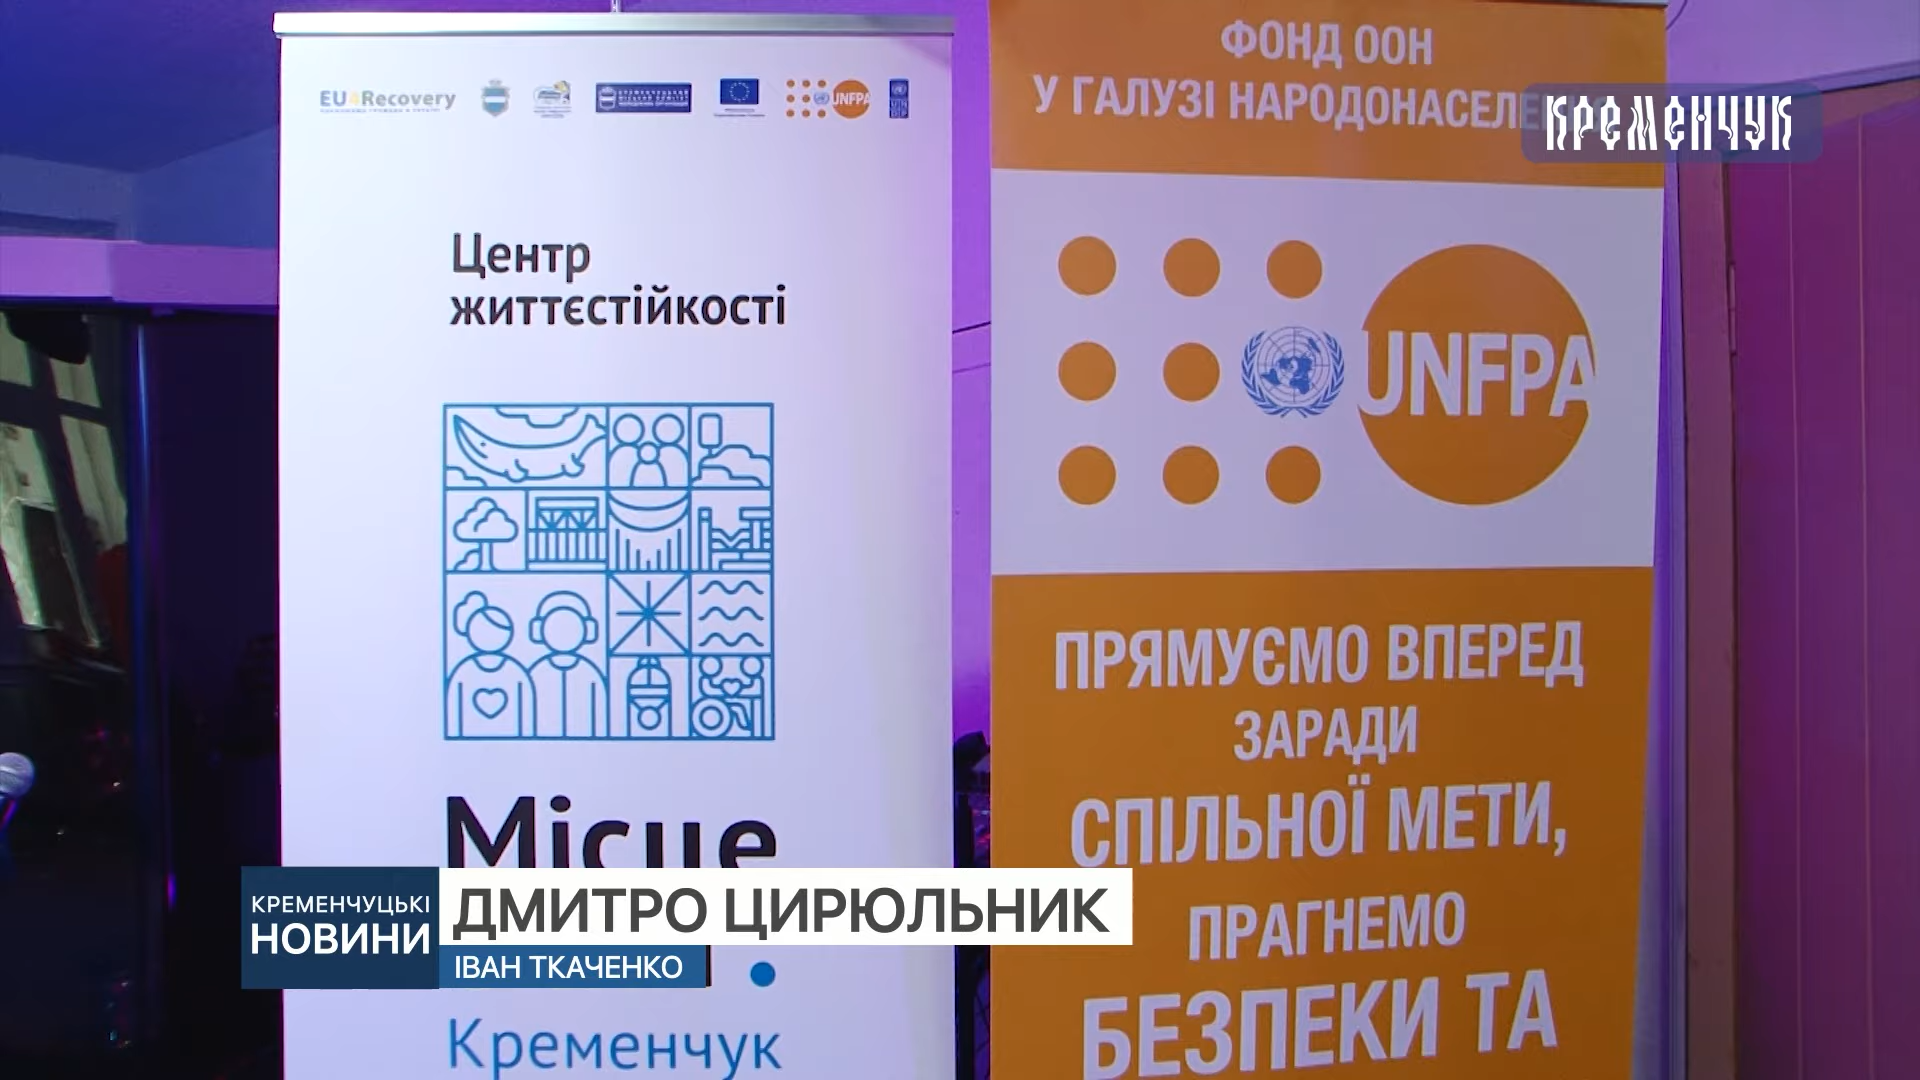 EU4Recovery
UNFPA
Центр
життєстійкості
Місце
Кременчук
ФОНД ООН
У ГАЛУЗІ НАРОДОНАСЕЛЕ
КРЕМЕНЧУК
UNFPA
ПРЯМУЄМО ВПЕРЕД
ЗАРАДИ
СПІЛЬНОЇ МЕТИ,
ПРАГНЕМО
БЕЗПЕКИ ТА
КРЕМЕНЧУЦЬКІ
НОВИНИ
ДМИТРО ЦИРЮЛЬНИК
ІВАН ТКАЧЕНКО